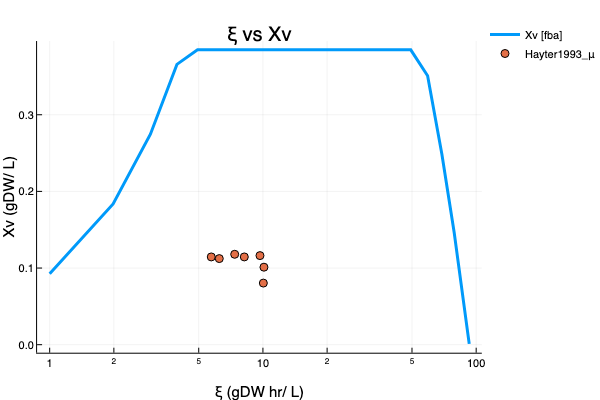 ξ vs Xv
Xv [fba]
Hayter1993_μ
Xv (gDW/ L)
0.3
0.2
0.1
0.0
1
2
5
10
2
5
100
ξ (gDW hr/ L)